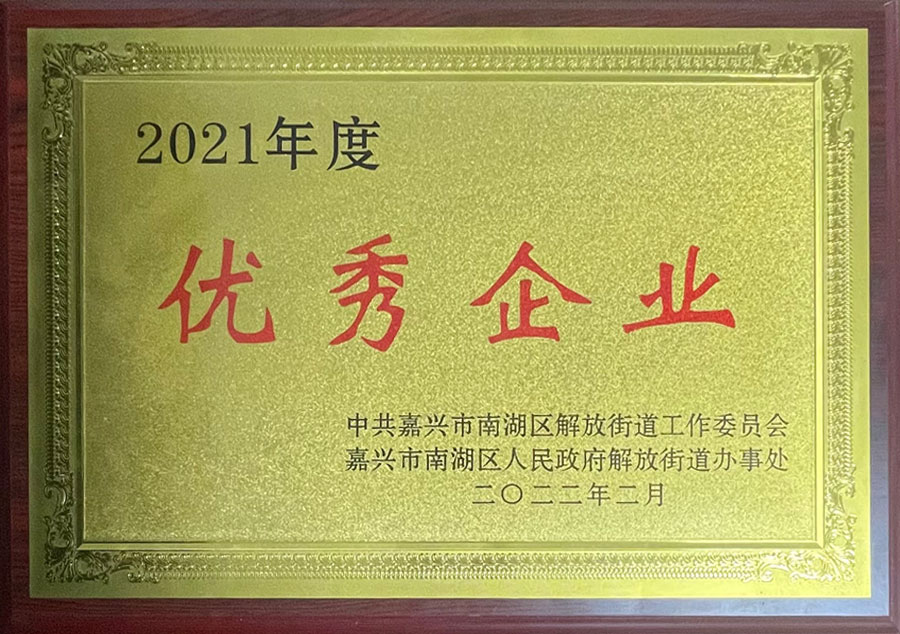 2021年度
优秀企业
中共嘉兴市南湖区解放街道工作委员会
嘉兴市南湖区人民政府解放街道办事处
二〇二二年二月